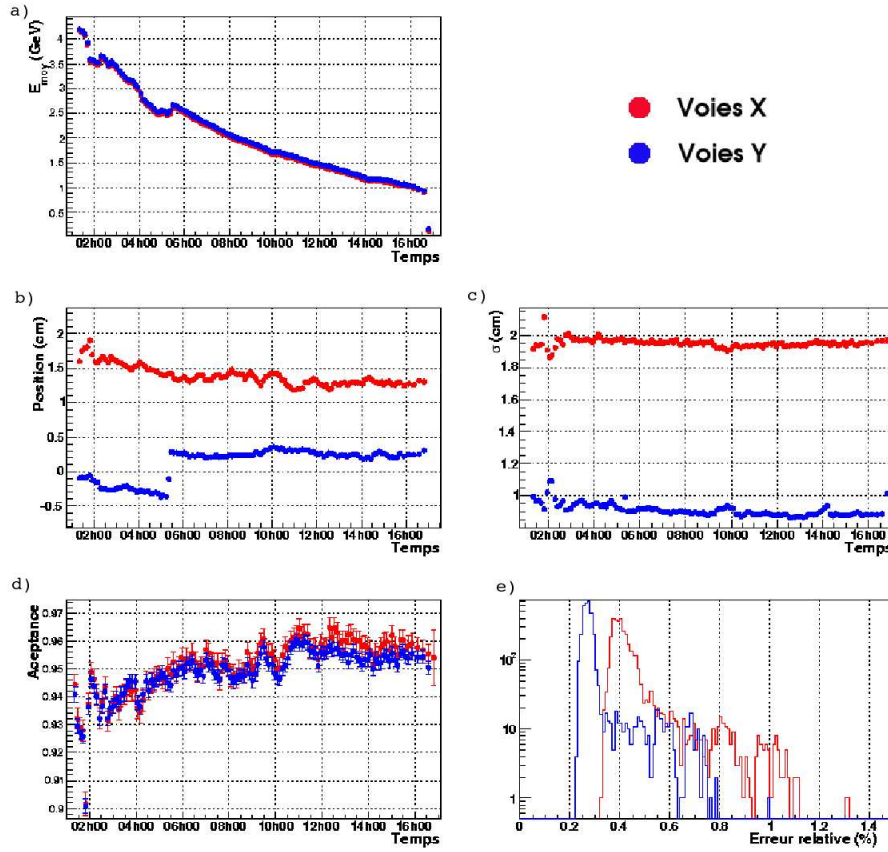 a)
E_moy (GeV)
4
3.5
3
2.5
2
1.5
1
0.5
02h00 04h00 06h00 08h00 10h00 12h00 14h00 16h00
Temps
Voies X
Voies Y
b)
Position (cm)
2
1.5
1
0.5
0
-0.5
02h00 04h00 06h00 08h00 10h00 12h00 14h00 16h00
Temps
c)
σ (cm)
2
1.8
1.6
1.4
1.2
1
02h00 04h00 06h00 08h00 10h00 12h00 14h00 16h00
Temps
d)
Aceptance
0.97
0.96
0.95
0.94
0.93
0.92
0.91
0.9
02h00 04h00 06h00 08h00 10h00 12h00 14h00 16h00
Temps
e)
10²
10
1
0 0.2 0.4 0.6 0.8 1 1.2 1.4
Erreur relative (%)